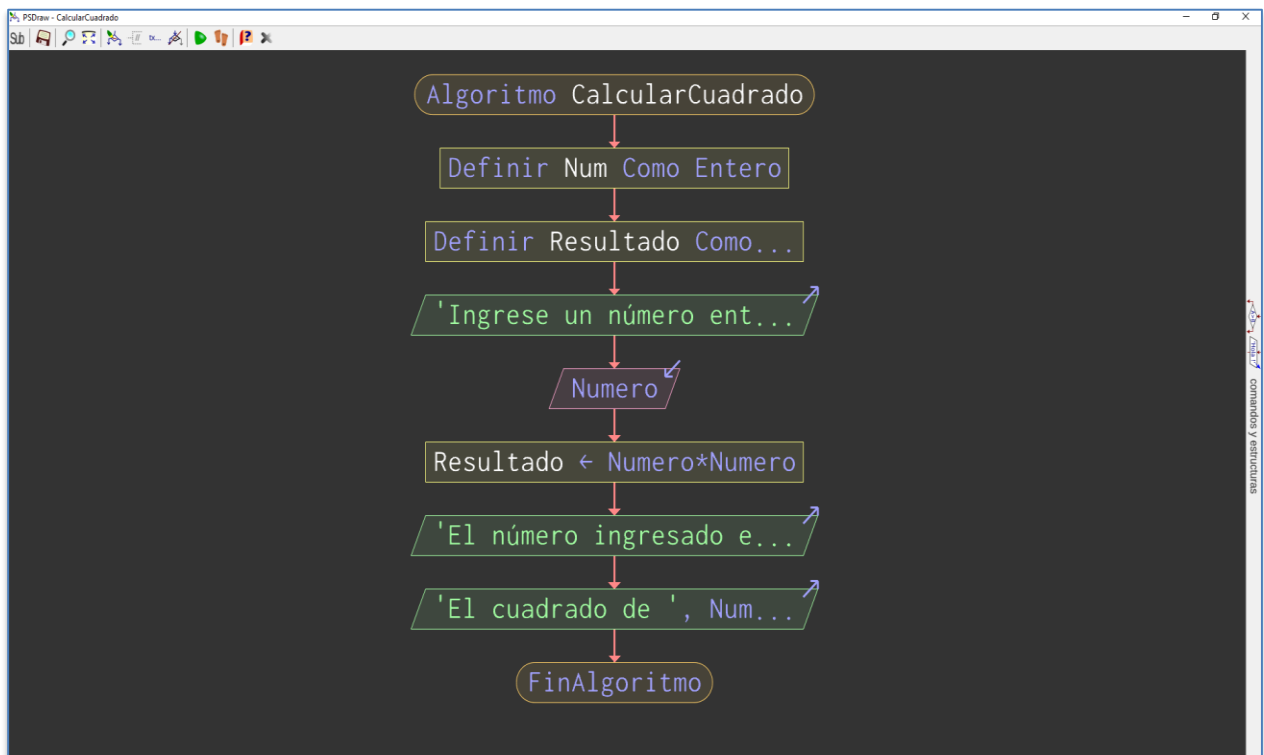 PSDraw - CalcularCuadrado
Sub
Algoritmo CalcularCuadrado
Definir Num Como Entero
Definir Resultado Como...
'Ingrese un número ent...
Numero
Resultado ← Numero*Numero
'El número ingresado e...
'El cuadrado de ', Num...
FinAlgoritmo
comandos y estructuras